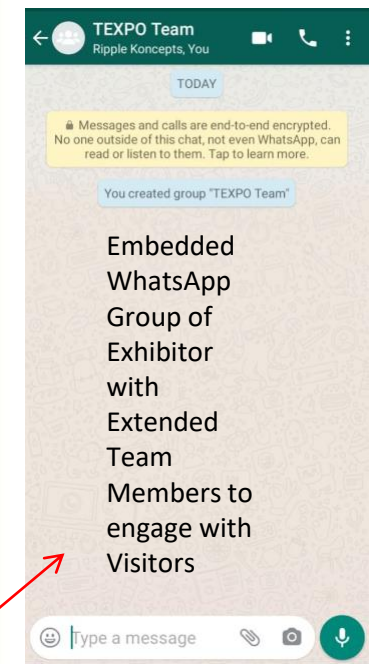 TEXPO Team
Ripple Koncepts, You
TODAY
Messages and calls are end-to-end encrypted.
No one outside of this chat, not even WhatsApp, can
read or listen to them. Tap to learn more.
You created group "TEXPO Team"
Embedded
WhatsApp
Group of
Exhibitor
with
Extended
Team
Members to
engage with
Visitors
Type a message